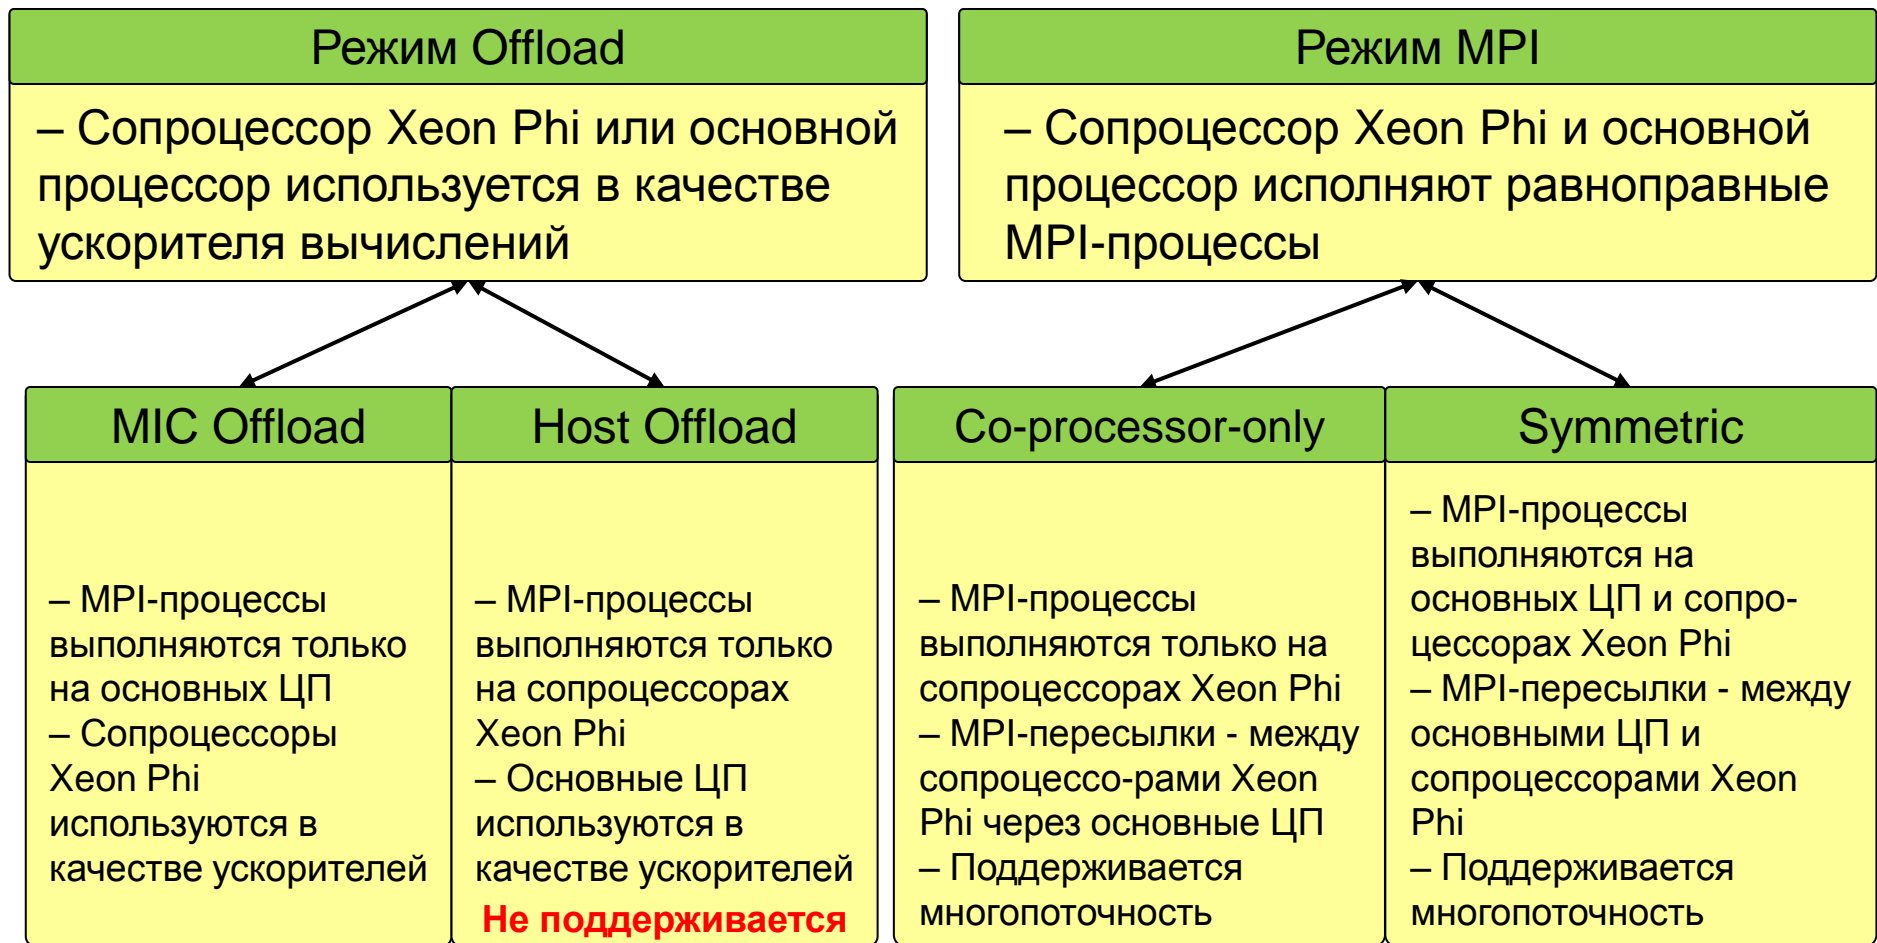 Режим Offload
– Сопроцессор Xeon Phi или основной
процессор используется в качестве
ускорителя вычислений
Режим MPI
– Сопроцессор Xeon Phi и основной
процессор исполняют равноправные
MPI-процессы
MIC Offload
– MPI-процессы
выполняются только
на основных ЦП
– Сопроцессоры
Xeon Phi
используются в
качестве ускорителей
Host Offload
– MPI-процессы
выполняются только
на сопроцессорах
Xeon Phi
– Основные ЦП
используются в
качестве ускорителей
Не поддерживается
Co-processor-only
– MPI-процессы
выполняются только на
сопроцессорах Xeon Phi
– MPI-пересылки - между
сопроцессо-рами Xeon
Phi через основные ЦП
– Поддерживается
многопоточность
Symmetric
– MPI-процессы
выполняются на
основных ЦП и сопро-
цессорах Xeon Phi
– MPI-пересылки - между
основными ЦП и
сопроцессорами Xeon
Phi
– Поддерживается
многопоточность